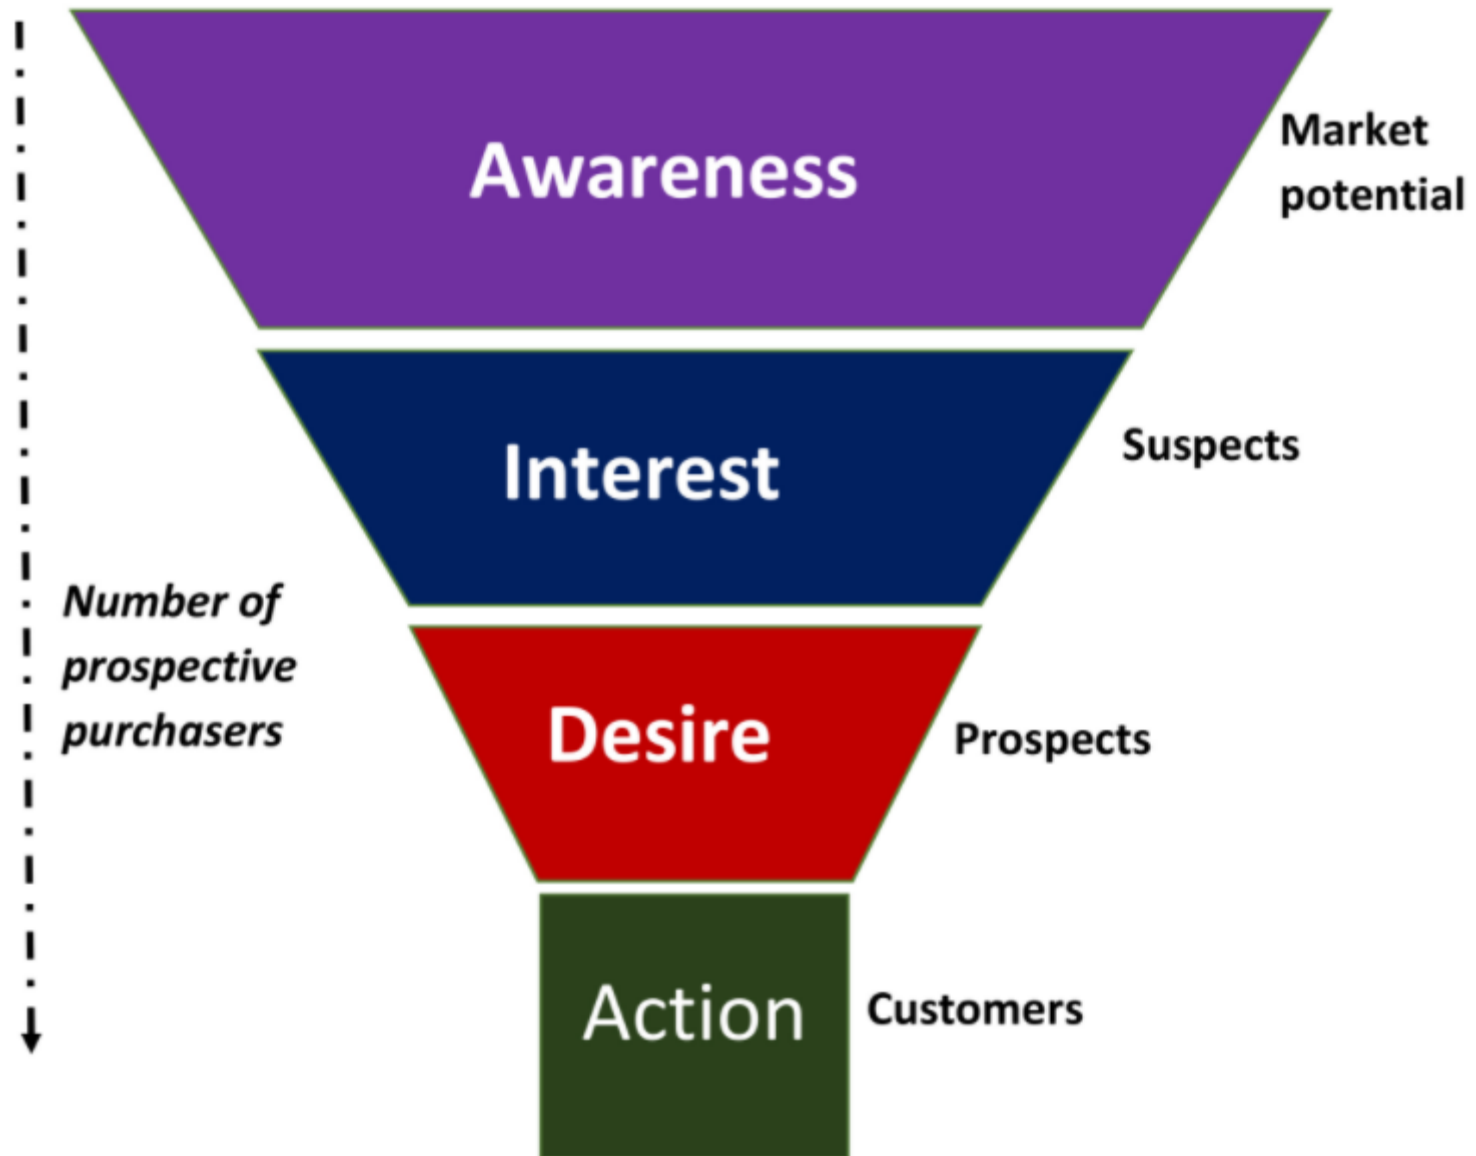 Awareness
Market
potential
Interest
Suspects
Number of
prospective
purchasers
Desire
Prospects
Action
Customers